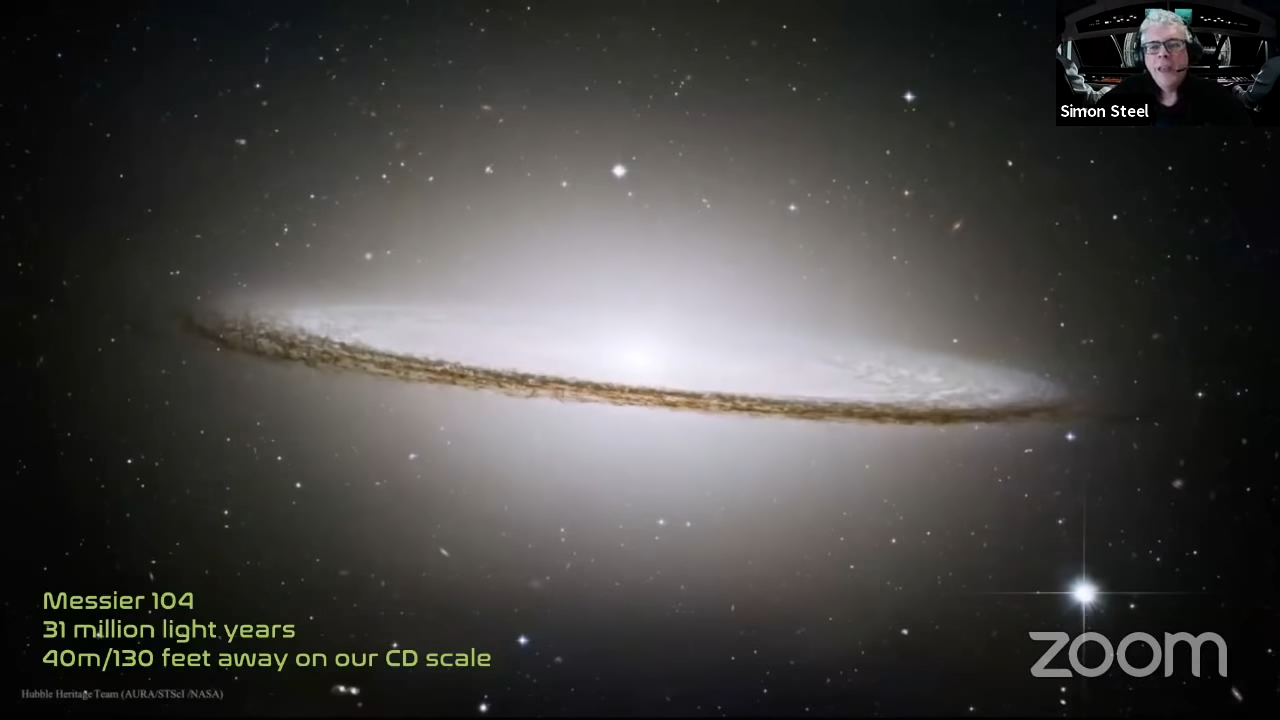 Simon Steel
Messier 104
31 million light years
40m/130 feet away on our CD scale
Hubble Heritage Team (AURA/STScI /NASA)
zoom